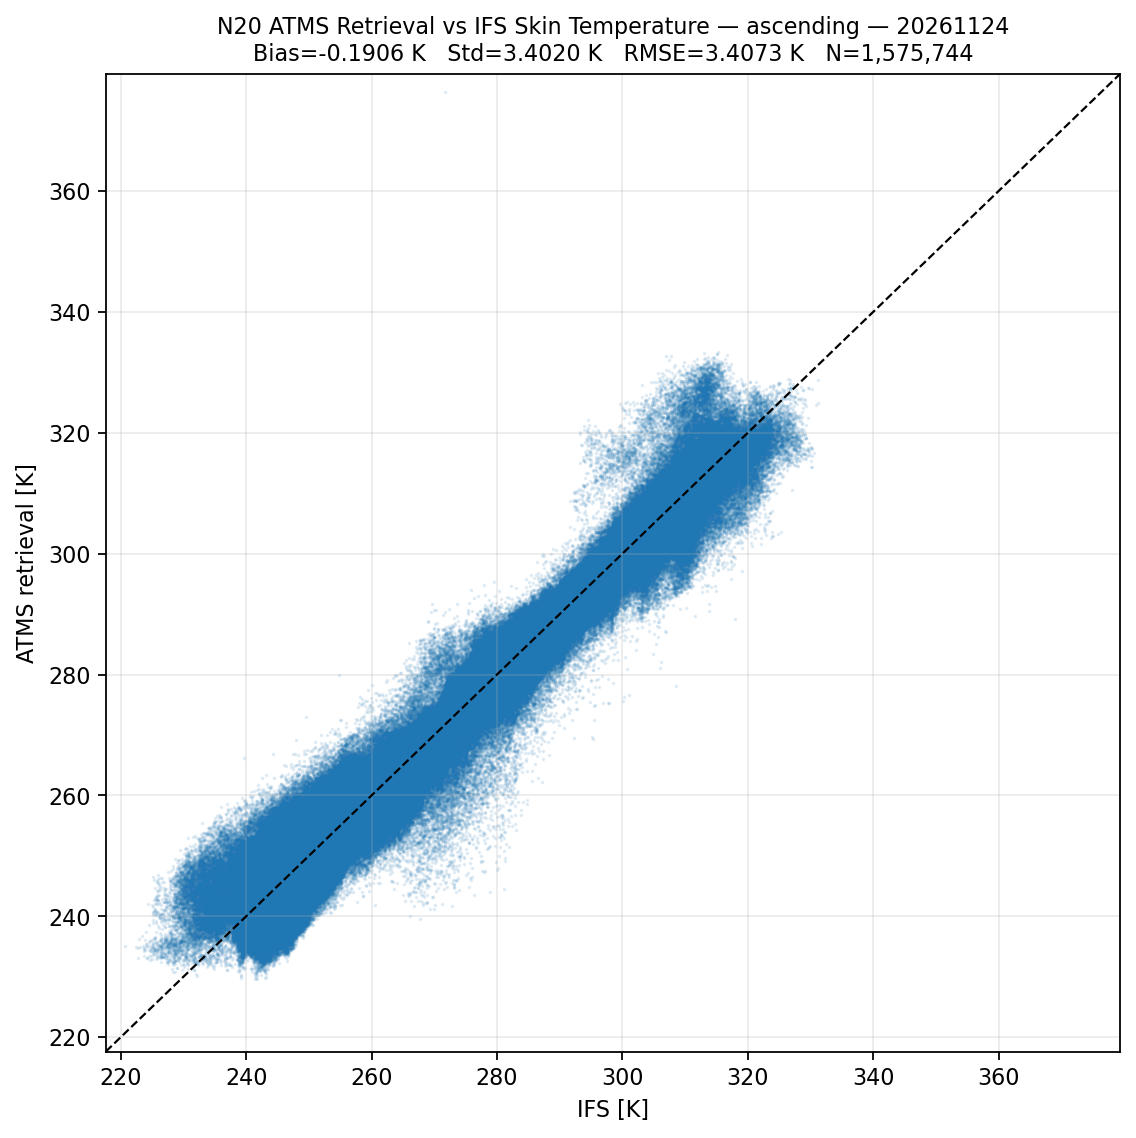 N20 ATMS Retrieval vs IFS Skin Temperature — ascending — 20261124
Bias=-0.1906 K   Std=3.4020 K   RMSE=3.4073 K   N=1,575,744
ATMS retrieval [K]
360
340
320
300
280
260
240
220
220 240 260 280 300 320 340 360
IFS [K]